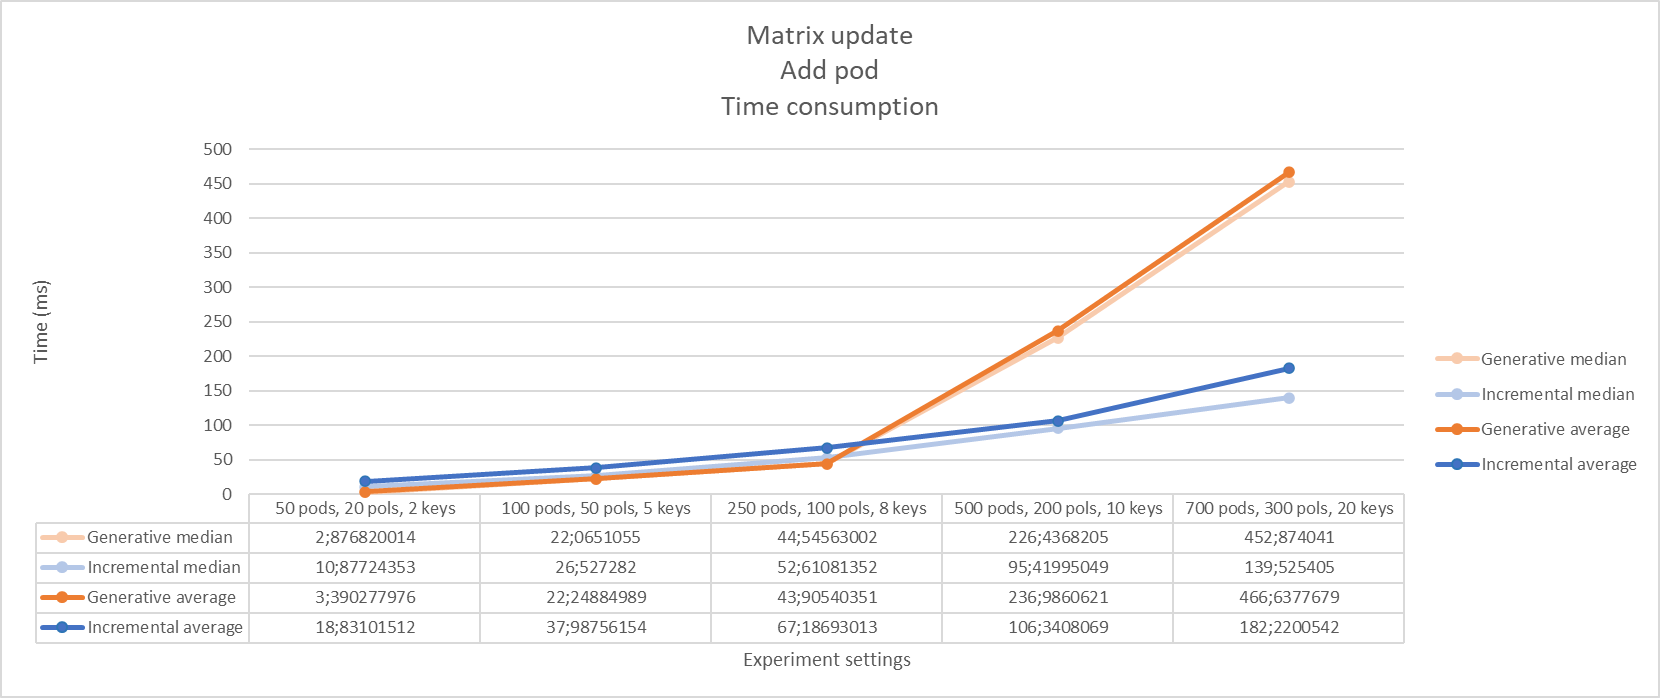 Matrix update
Add pod
Time consumption
500
450
400
350
300
250
200
150
100
50
0
Time (ms)
50 pods, 20 pols, 2 keys 100 pods, 50 pols, 5 keys 250 pods, 100 pols, 8 keys 500 pods, 200 pols, 10 keys 700 pods, 300 pols, 20 keys
Generative median 2;876820014 22;0651055 44;54563002 226;4368205 452;874041
Incremental median 10;87724353 26;527282 52;61081352 95;41995049 139;525405
Generative average 3;390277976 22;24884989 43;90540351 236;9860621 466;6377679
Incremental average 18;83101512 37;98756154 67;18693013 106;3408069 182;2200542
Experiment settings
Generative median
Incremental median
Generative average
Incremental average